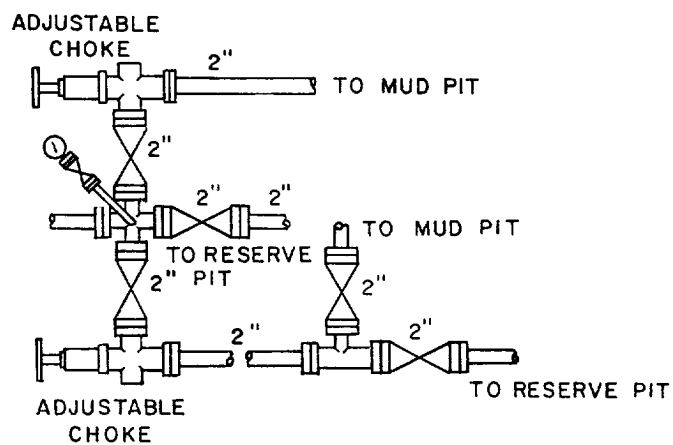 ADJUSTABLE
CHOKE
2"
TO MUD PIT
2"
2"
2"
TO RESERVE
PIT
TO MUD PIT
2"
2"
2"
2"
TO RESERVE PIT
ADJUSTABLE
CHOKE